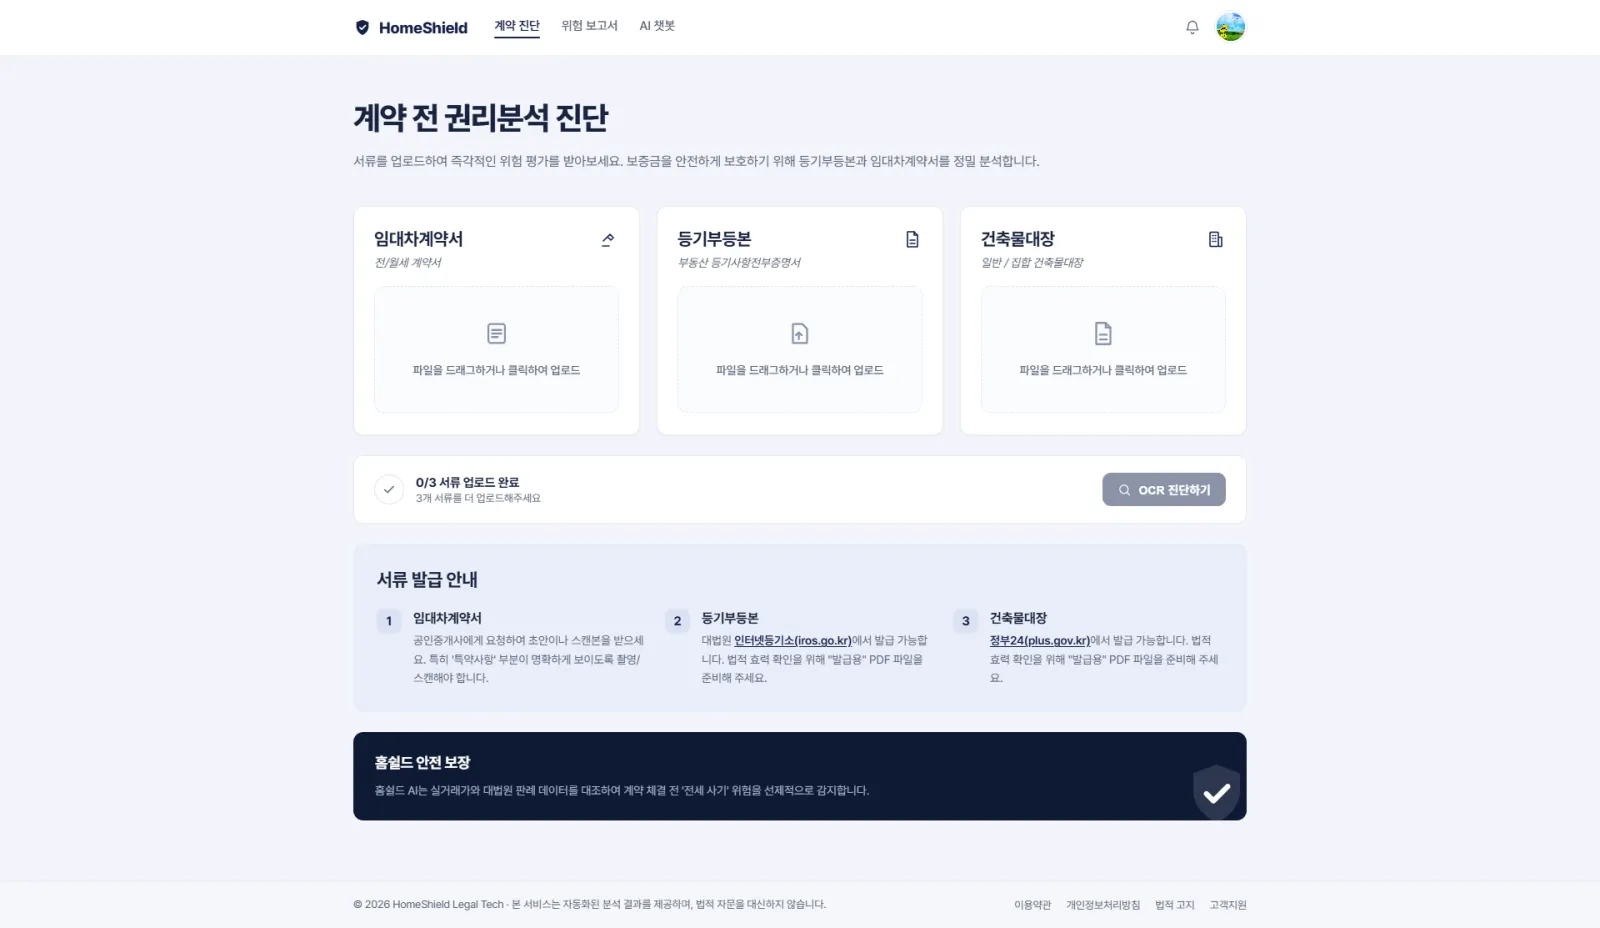 HomeShield
계약 진단
위험 보고서
AI 챗봇
계약 전 권리분석 진단
서류를 업로드하여 즉각적인 위험 평가를 받아보세요. 보증금을 안전하게 보호하기 위해 등기부등본과 임대차계약서를 정밀 분석합니다.
임대차계약서
전/월세 계약서
파일을 드래그하거나 클릭하여 업로드
등기부등본
부동산 등기사항전부증명서
파일을 드래그하거나 클릭하여 업로드
건축물대장
일반 / 집합 건축물대장
파일을 드래그하거나 클릭하여 업로드
0/3 서류 업로드 완료
3개 서류를 더 업로드해주세요
OCR 진단하기
서류 발급 안내
1
임대차계약서
공인중개사에게 요청하여 초안이나 스캔본을 받으세
요. 특히 '특약사항' 부분이 명확하게 보이도록 촬영/
스캔해야 합니다.
2
등기부등본
대법원 인터넷등기소(iros.go.kr)에서 발급 가능합
니다. 법적 효력 확인을 위해 "발급용" PDF 파일을
준비해 주세요.
3
건축물대장
정부24(plus.gov.kr)에서 발급 가능합니다. 법적
효력 확인을 위해 "발급용" PDF 파일을 준비해 주세
요.
홈쉴드 안전 보장
홈쉴드 AI는 실거래가와 대법원 판례 데이터를 대조하여 계약 체결 전 '전세 사기' 위험을 선제적으로 감지합니다.
© 2026 HomeShield Legal Tech · 본 서비스는 자동화된 분석 결과를 제공하며, 법적 자문을 대신하지 않습니다.
이용약관
개인정보처리방침
법적 고지
고객지원